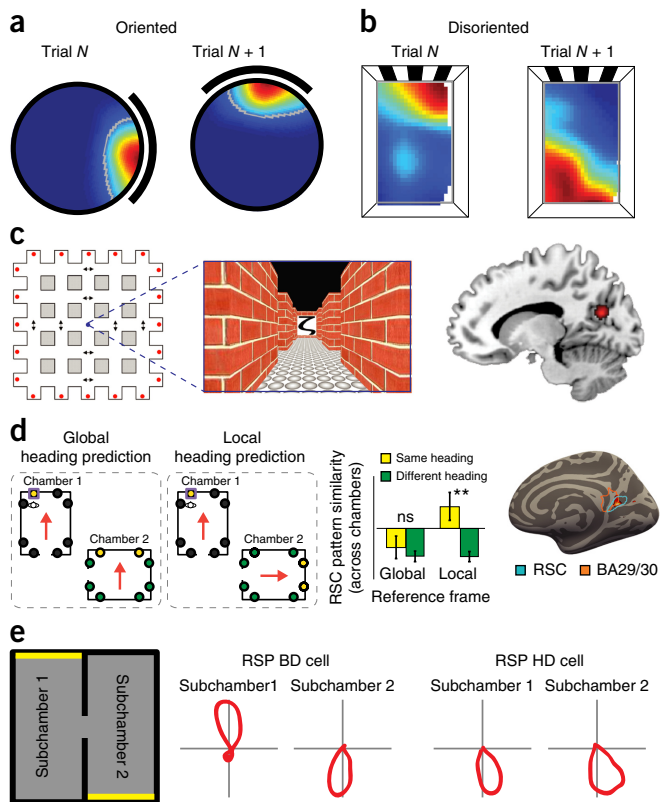 a
Oriented
Trial N
Trial N + 1
b
Disoriented
Trial N
Trial N + 1
c
d
Global
heading prediction
Chamber 1
Chamber 2
Local
heading prediction
Chamber 1
Chamber 2
RSC pattern similarity
(across chambers)
Same heading
Different heading
ns
**
Global
Local
Reference frame
RSC
BA29/30
e
Subchamber 1
Subchamber 2
RSP BD cell
Subchamber1
Subchamber 2
RSP HD cell
Subchamber 1
Subchamber 2